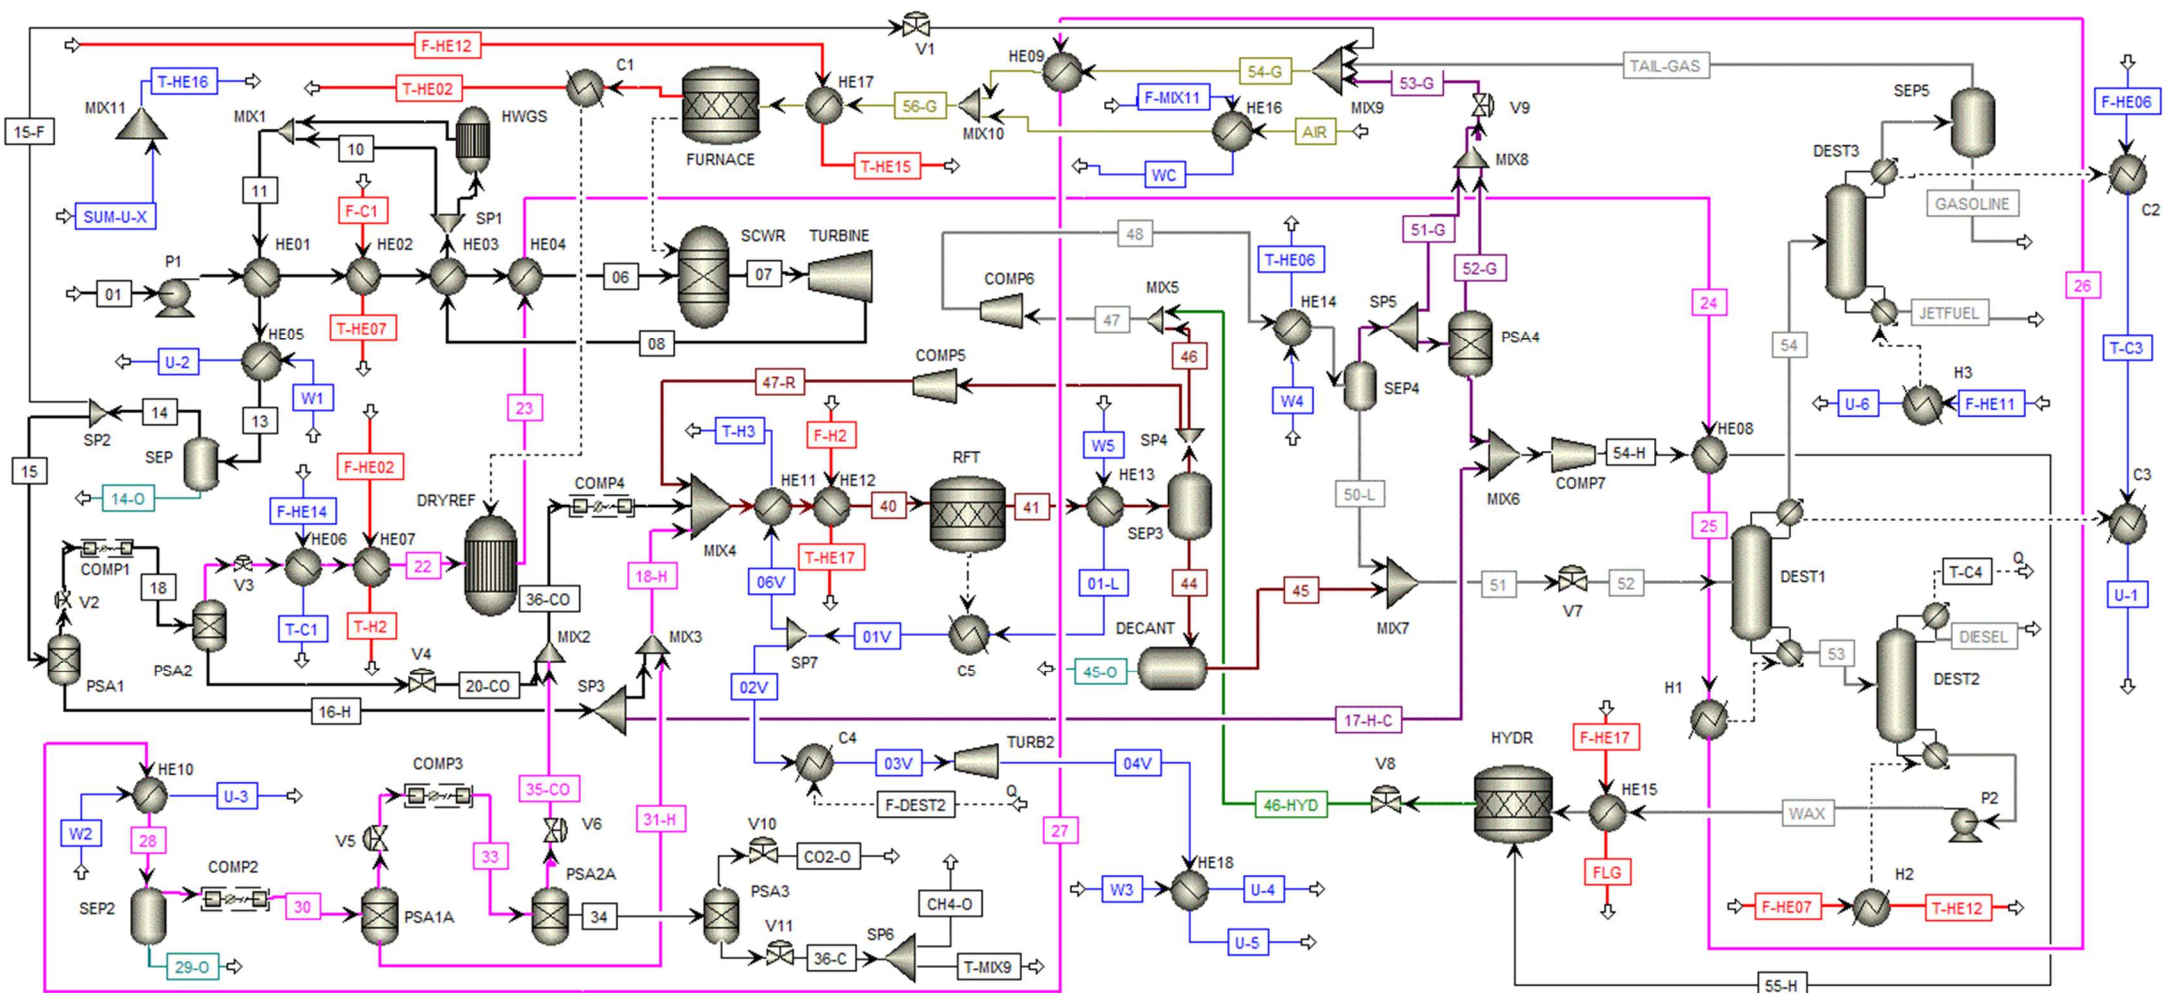 V1
F-HE12
HE09
C1
HE17
54-G
53-G
TAIL-GAS
MIX9
T-HE16
T-HE02
F-MIX11
HE16
V9
SEP5
F-HE06
MIX11
MIX1
HWGS
56-G
MIX10
AIR
15-F
10
FURNACE
T-HE15
WC
MIX8
DEST3
C2
11
F-C1
SP1
GASOLINE
SUM-U-X
51-G
48
HE01
HE02
HE03
HE04
SCWR
TURBINE
T-HE06
52-G
P1
01
06
07
COMP6
MIX5
HE14
SP5
24
26
T-HE07
47
JETFUEL
HE05
08
PSA4
54
T-C3
U-2
46
COMP5
SEP4
H3
W1
47-R
W4
U-6
F-HE11
14
13
23
SP2
T-H3
F-H2
W5
SP4
HE08
SEP
RFT
MIX6
54-H
COMP7
15
F-HE02
HE11
HE12
HE13
C3
14-O
DRYREF
COMP4
40
41
SEP3
50-L
F-HE14
25
MIX4
COMP1
HE06
HE07
T-HE17
DEST1
V3
22
18-H
06V
01-L
44
45
51
52
T-C4
Q
18
V2
36-CO
V7
U-1
T-C1
T-H2
MIX2
MIX3
SP7
01V
C5
DECANT
MIX7
DIESEL
PSA2
V4
53
PSA1
20-CO
SP3
02V
45-O
H1
DEST2
16-H
17-H-C
C4
TURB2
HYDR
F-HE17
HE10
COMP3
03V
04V
V8
U-3
35-CO
F-DEST2
Q
46-HYD
HE15
WAX
P2
W2
28
V5
V6
31-H
27
33
V10
CO2-O
HE18
FLG
COMP2
PSA2A
PSA3
W3
U-4
H2
SEP2
30
PSA1A
34
CH4-O
F-HE07
T-HE12
V11
SP6
U-5
29-O
36-C
T-MIX9
55-H